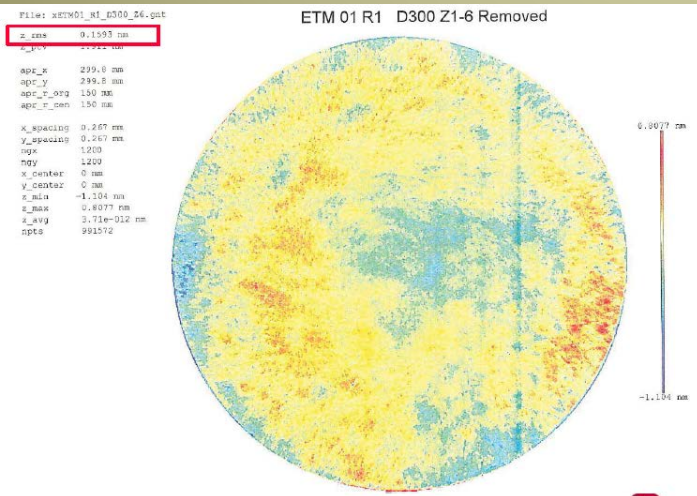 File: xETM01_R1_D300_Z6.gnt
ETM 01 R1 D300 Z1-6 Removed
z_rms 0.1593 nm
z_pcv
apr_x 299.8 mm
apr_y 299.8 mm
apr_r_org 150 mm
apr_r_cen 150 mm
x_spacing 0.267 mm
y_spacing 0.267 mm
ngx 1200
ngy 1200
x_center 0 mm
y_center 0 mm
z_min -1.104 nm
z_max 0.8077 nm
z_avg 3.71e-012 nm
npts 991572
0.8077 nm
-1.104 nm